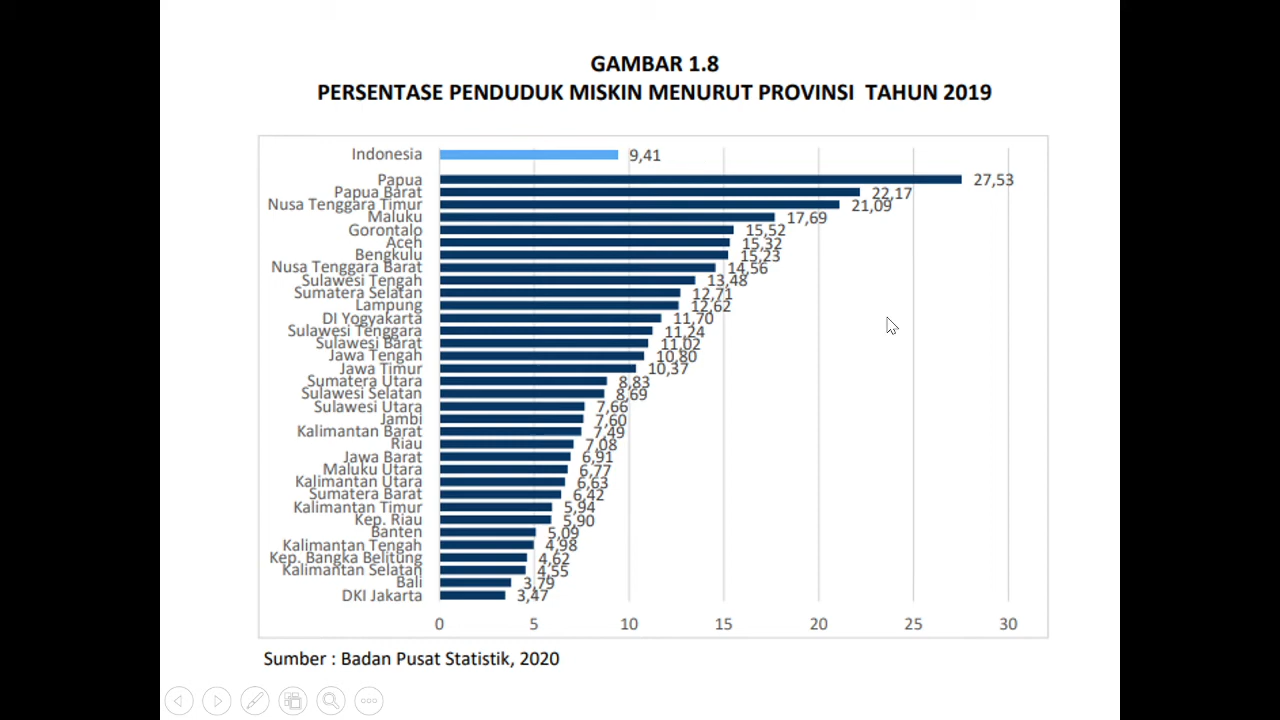 GAMBAR 1.8
PERSENTASE PENDUDUK MISKIN MENURUT PROVINSI TAHUN 2019
Indonesia 9,41
Papua 27,53
Papua Barat 22,17
Nusa Tenggara Timur 21,09
Maluku 17,69
Gorontalo 15,52
Aceh 15,32
Bengkulu 15,23
Nusa Tenggara Barat 14,56
Sulawesi Tengah 13,48
Sumatera Selatan 12,71
Lampung 12,62
DI Yogyakarta 11,70
Sulawesi Tenggara 11,24
Sulawesi Barat 11,02
Jawa Tengah 10,80
Jawa Timur 10,37
Sumatera Utara 8,83
Sulawesi Selatan 8,69
Sulawesi Utara 7,66
Jambi 7,60
Kalimantan Barat 7,49
Riau 7,08
Jawa Barat 6,91
Maluku Utara 6,77
Kalimantan Utara 6,63
Sumatera Barat 6,42
Kalimantan Timur 5,94
Kep. Riau 5,90
Banten 5,09
Kalimantan Tengah 4,98
Kep. Bangka Belitung 4,62
Kalimantan Selatan 4,55
Bali 3,79
DKI Jakarta 3,47
0 5 10 15 20 25 30
Sumber : Badan Pusat Statistik, 2020